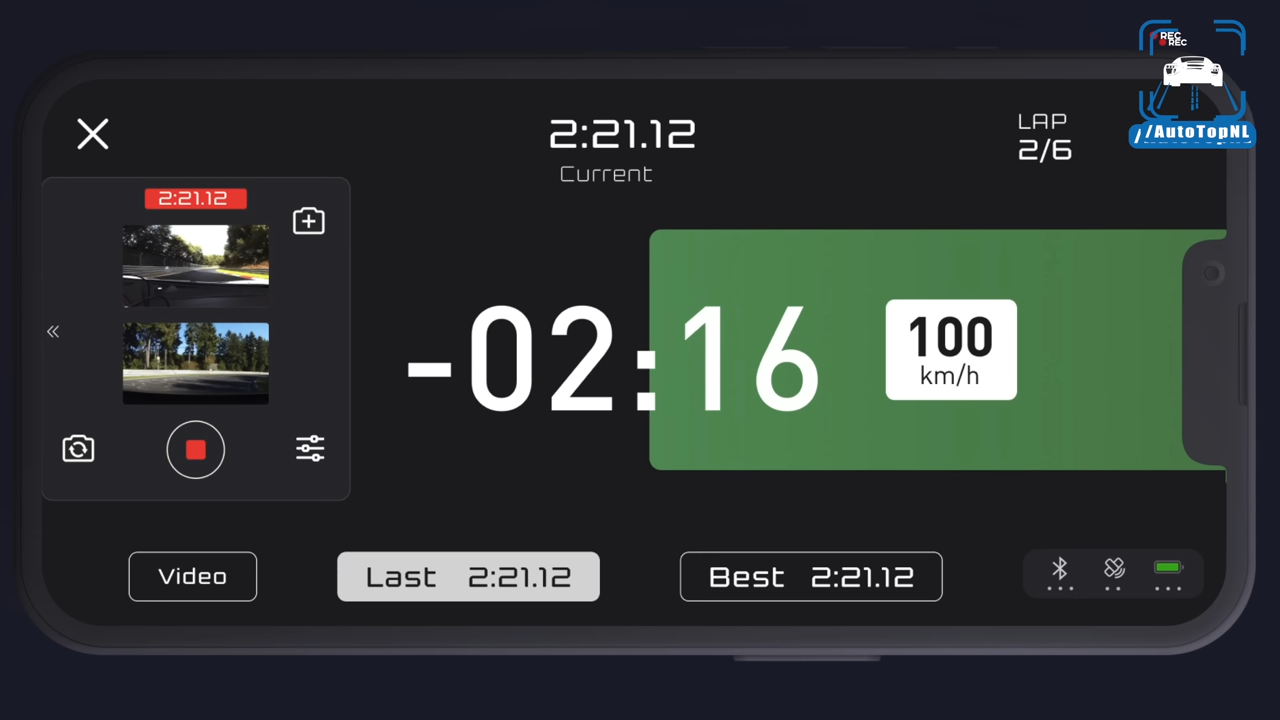 REC
REC
//AutoTopNL
2:21.12
Current
LAP
2/6
2:21.12
-02:16
100
km/h
Video
Last 2:21.12
Best 2:21.12